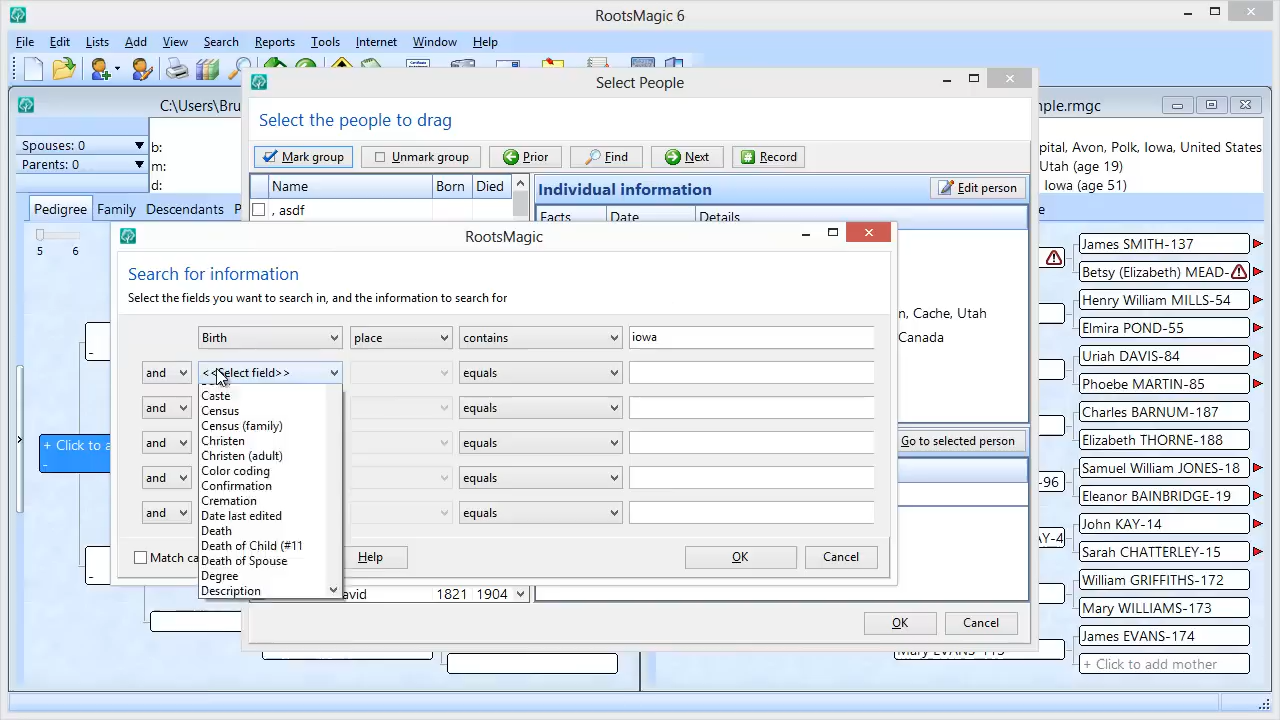 RootsMagic 6
File Edit Lists Add View Search Reports Tools Internet Window Help
Select People
C:\Users\Bru
ple.rmgc
Select the people to drag
Spouses: 0
Parents: 0
b:
m:
d:
pital, Avon, Polk, Iowa, United States
Utah (age 19)
Iowa (age 51)
Mark group Unmark group Prior Find Next Record
Name Born Died
Individual information
Edit person
Pedigree Family Descendants P
, asdf
Facts Date Details
5 6
RootsMagic
Search for information
Select the fields you want to search in, and the information to search for
Birth place contains iowa
and <<Select field>> equals
and equals
and equals
and equals
and equals
Caste
Census
Census (family)
Christen
Christen (adult)
Color coding
Confirmation
Cremation
Date last edited
Death
Death of Child (#11
Death of Spouse
Degree
Description
Match ca
Help
OK
Cancel
n, Cache, Utah
Canada
Go to selected person
+ Click to a
-
-
-
avid 1821 1904
OK
Cancel
James SMITH-137
Betsy (Elizabeth) MEAD-
Henry William MILLS-54
Elmira POND-55
Uriah DAVIS-84
Phoebe MARTIN-85
Charles BARNUM-187
Elizabeth THORNE-188
Samuel William JONES-18
-96
Eleanor BAINBRIDGE-19
John KAY-14
AY-4
Sarah CHATTERLEY-15
William GRIFFITHS-172
Mary WILLIAMS-173
James EVANS-174
Mary EVANS-115
+ Click to add mother